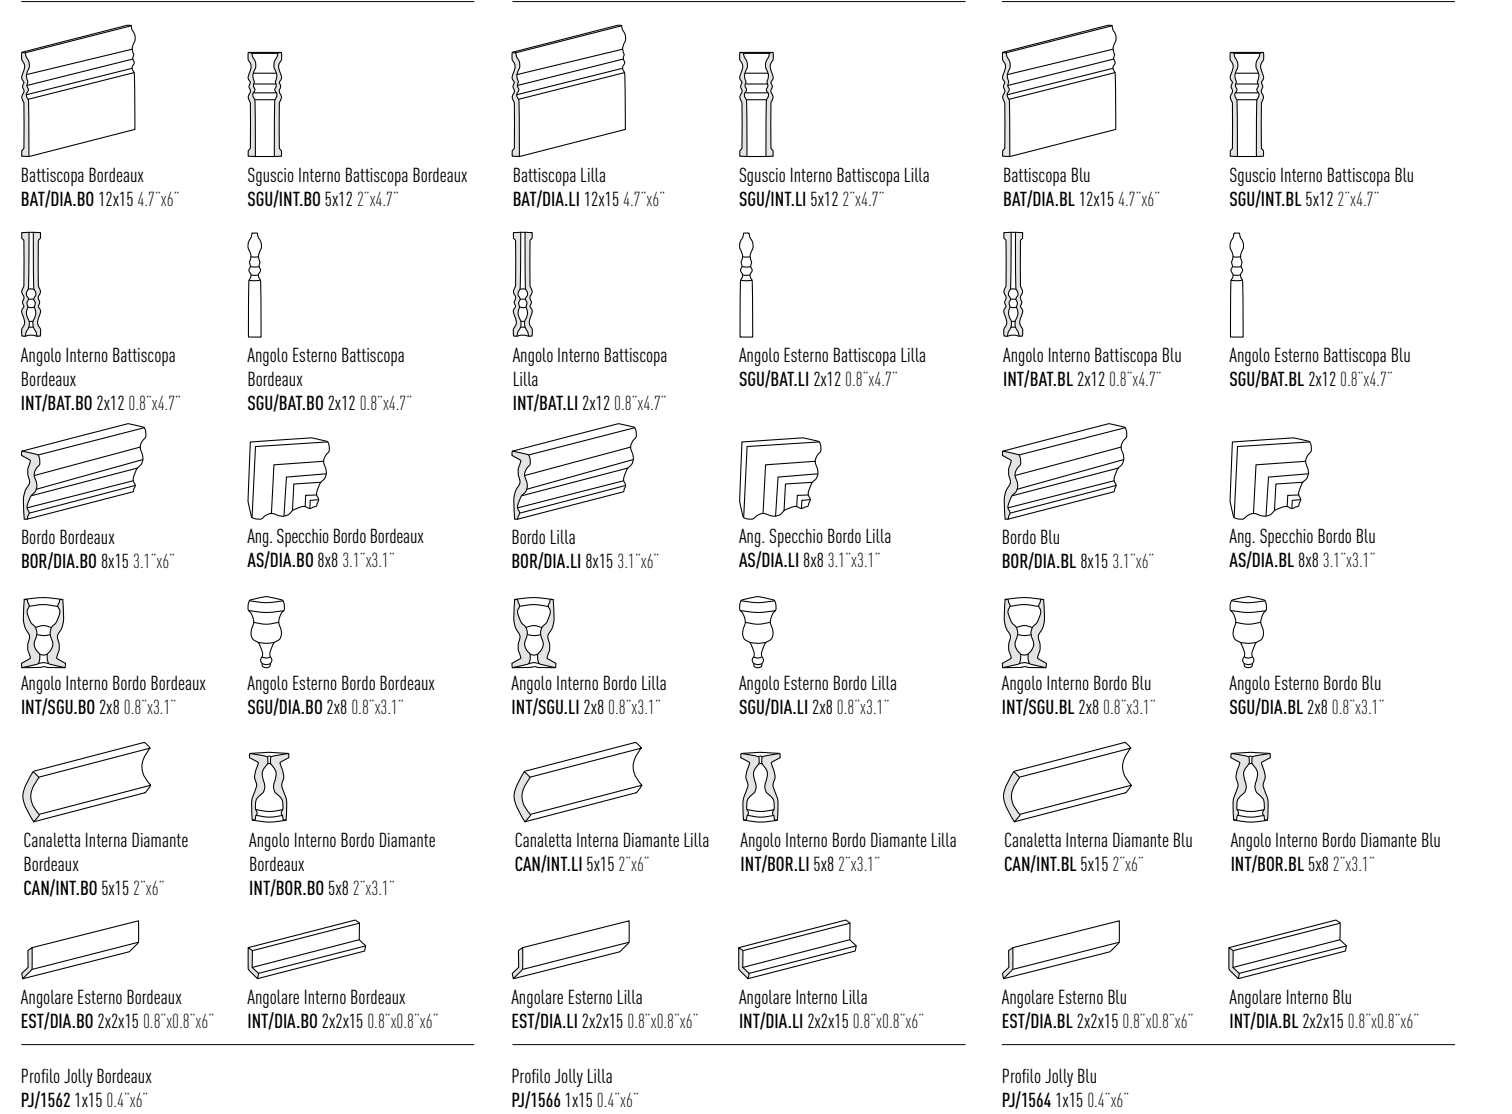 Battiscopa Bordeaux
BAT/DIA.BO 12x15 4.7¨x6¨
Sguscio Interno Battiscopa Bordeaux
SGU/INT.BO 5x12 2¨x4.7¨
Angolo Interno Battiscopa
Bordeaux
INT/BAT.BO 2x12 0.8¨x4.7¨
Angolo Esterno Battiscopa
Bordeaux
SGU/BAT.BO 2x12 0.8¨x4.7¨
Bordo Bordeaux
BOR/DIA.BO 8x15 3.1¨x6¨
Ang. Specchio Bordo Bordeaux
AS/DIA.BO 8x8 3.1¨x3.1¨
Angolo Interno Bordo Bordeaux
INT/SGU.BO 2x8 0.8¨x3.1¨
Angolo Esterno Bordo Bordeaux
SGU/DIA.BO 2x8 0.8¨x3.1¨
Canaletta Interna Diamante
Bordeaux
CAN/INT.BO 5x15 2¨x6¨
Angolo Interno Bordo Diamante
Bordeaux
INT/BOR.BO 5x8 2¨x3.1¨
Angolare Esterno Bordeaux
EST/DIA.BO 2x2x15 0.8¨x0.8¨x6¨
Angolare Interno Bordeaux
INT/DIA.BO 2x2x15 0.8¨x0.8¨x6¨
Profilo Jolly Bordeaux
PJ/1562 1x15 0.4¨x6¨
Battiscopa Lilla
BAT/DIA.LI 12x15 4.7¨x6¨
Sguscio Interno Battiscopa Lilla
SGU/INT.LI 5x12 2¨x4.7¨
Angolo Interno Battiscopa
Lilla
INT/BAT.LI 2x12 0.8¨x4.7¨
Angolo Esterno Battiscopa Lilla
SGU/BAT.LI 2x12 0.8¨x4.7¨
Bordo Lilla
BOR/DIA.LI 8x15 3.1¨x6¨
Ang. Specchio Bordo Lilla
AS/DIA.LI 8x8 3.1¨x3.1¨
Angolo Interno Bordo Lilla
INT/SGU.LI 2x8 0.8¨x3.1¨
Angolo Esterno Bordo Lilla
SGU/DIA.LI 2x8 0.8¨x3.1¨
Canaletta Interna Diamante Lilla
CAN/INT.LI 5x15 2¨x6¨
Angolo Interno Bordo Diamante Lilla
INT/BOR.LI 5x8 2¨x3.1¨
Angolare Esterno Lilla
EST/DIA.LI 2x2x15 0.8¨x0.8¨x6¨
Angolare Interno Lilla
INT/DIA.LI 2x2x15 0.8¨x0.8¨x6¨
Profilo Jolly Lilla
PJ/1566 1x15 0.4¨x6¨
Battiscopa Blu
BAT/DIA.BL 12x15 4.7¨x6¨
Sguscio Interno Battiscopa Blu
SGU/INT.BL 5x12 2¨x4.7¨
Angolo Interno Battiscopa Blu
INT/BAT.BL 2x12 0.8¨x4.7¨
Angolo Esterno Battiscopa Blu
SGU/BAT.BL 2x12 0.8¨x4.7¨
Bordo Blu
BOR/DIA.BL 8x15 3.1¨x6¨
Ang. Specchio Bordo Blu
AS/DIA.BL 8x8 3.1¨x3.1¨
Angolo Interno Bordo Blu
INT/SGU.BL 2x8 0.8¨x3.1¨
Angolo Esterno Bordo Blu
SGU/DIA.BL 2x8 0.8¨x3.1¨
Canaletta Interna Diamante Blu
CAN/INT.BL 5x15 2¨x6¨
Angolo Interno Bordo Diamante Blu
INT/BOR.BL 5x8 2¨x3.1¨
Angolare Esterno Blu
EST/DIA.BL 2x2x15 0.8¨x0.8¨x6¨
Angolare Interno Blu
INT/DIA.BL 2x2x15 0.8¨x0.8¨x6¨
Profilo Jolly Blu
PJ/1564 1x15 0.4¨x6¨